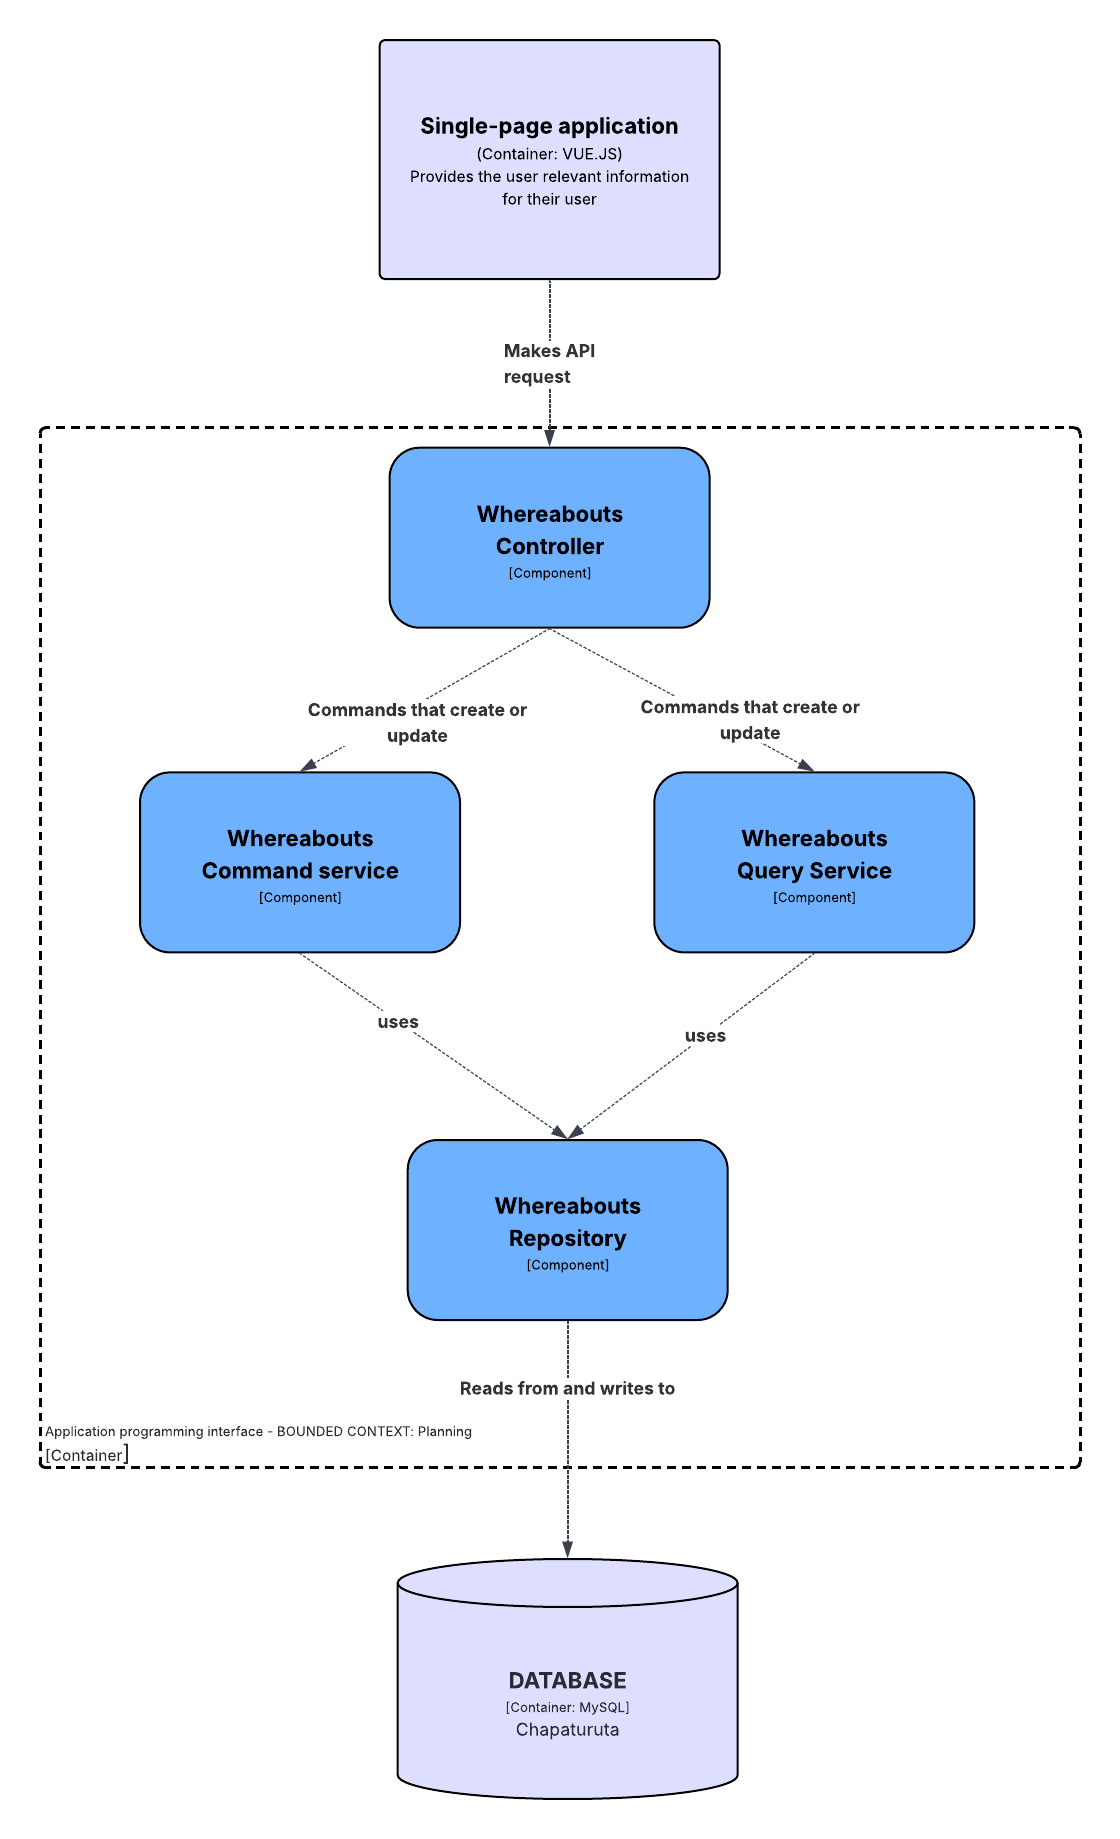 Single-page application
(Container: VUE.JS)
Provides the user relevant information
for their user
Makes API
request
Whereabouts
Controller
[Component]
Commands that create or
update
Commands that create or
update
Whereabouts
Command service
[Component]
Whereabouts
Query Service
[Component]
uses
uses
Whereabouts
Repository
[Component]
Reads from and writes to
Application programming interface - BOUNDED CONTEXT: Planning
[Container]
DATABASE
[Container: MySQL]
Chapaturuta